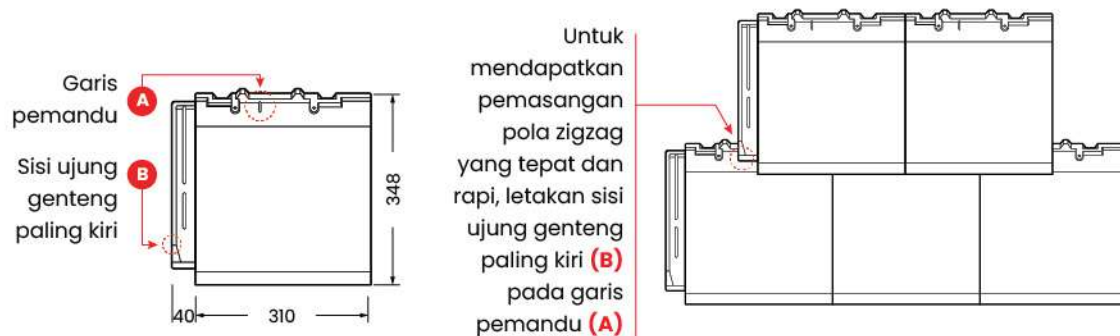 Garis
pemandu
A
Sisi ujung
genteng
paling kiri
B
348
40
310
Untuk
mendapatkan
pemasangan
pola zigzag
yang tepat dan
rapi, letakan sisi
ujung genteng
paling kiri (B)
pada garis
pemandu (A)